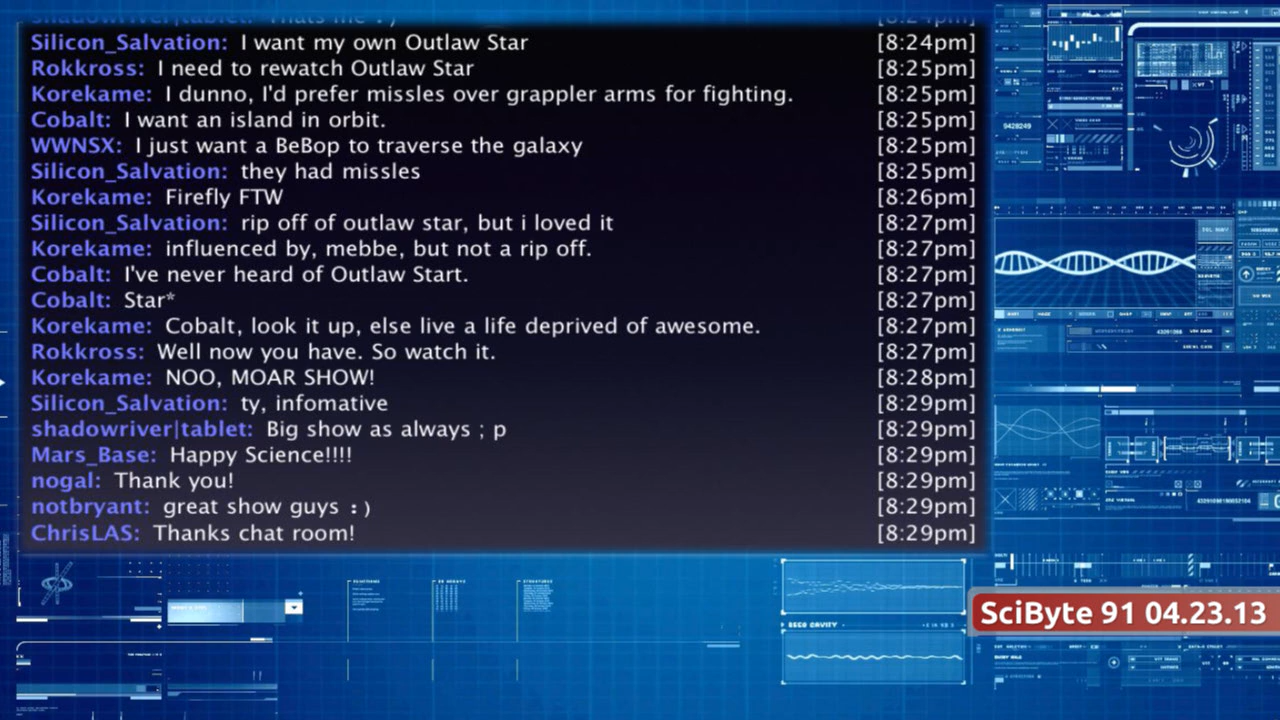 Silicon_Salvation: I want my own Outlaw Star [8:24pm]
Rokkross: I need to rewatch Outlaw Star [8:25pm]
Korekame: I dunno, I'd prefer missles over grappler arms for fighting. [8:25pm]
Cobalt: I want an island in orbit. [8:25pm]
WWNSX: I just want a BeBop to traverse the galaxy [8:25pm]
Silicon_Salvation: they had missles [8:25pm]
Korekame: Firefly FTW [8:26pm]
Silicon_Salvation: rip off of outlaw star, but i loved it [8:27pm]
Korekame: influenced by, mebbe, but not a rip off. [8:27pm]
Cobalt: I've never heard of Outlaw Start. [8:27pm]
Cobalt: Star* [8:27pm]
Korekame: Cobalt, look it up, else live a life deprived of awesome. [8:27pm]
Rokkross: Well now you have. So watch it. [8:27pm]
Korekame: NOO, MOAR SHOW! [8:28pm]
Silicon_Salvation: ty, infomative [8:29pm]
shadowriver|tablet: Big show as always ; p [8:29pm]
Mars_Base: Happy Science!!!! [8:29pm]
nogal: Thank you! [8:29pm]
notbryant: great show guys :) [8:29pm]
ChrisLAS: Thanks chat room! [8:29pm]
9428249
SciByte 91 04.23.13